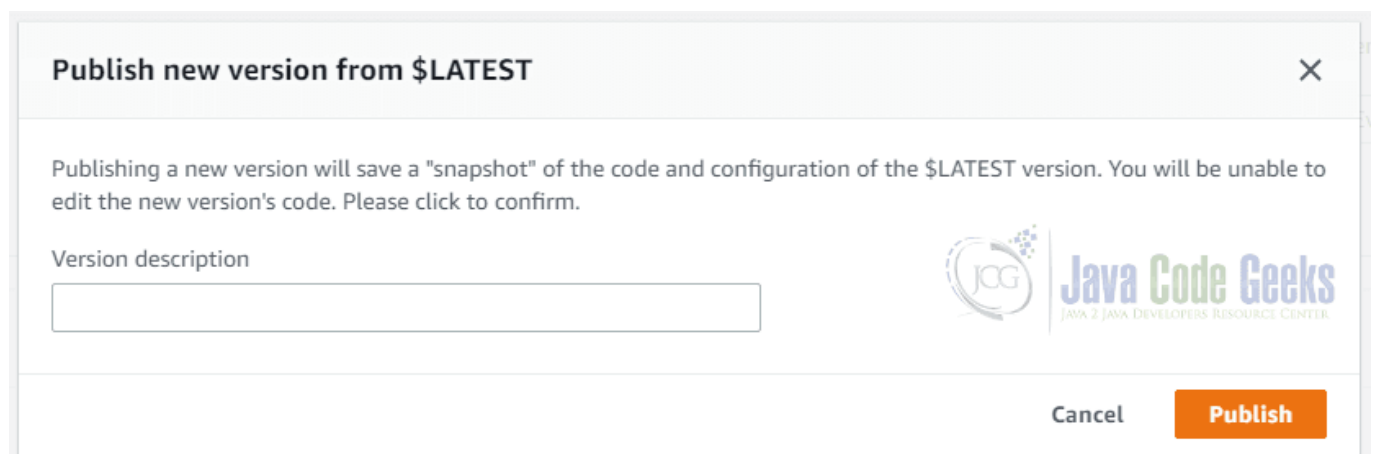 Publish new version from $LATEST
Publishing a new version will save a "snapshot" of the code and configuration of the $LATEST version. You will be unable to
edit the new version's code. Please click to confirm.
Version description
JCG
Java Code Geeks
JAVA 2 JAVA DEVELOPERS RESOURCE CENTER
Cancel
Publish